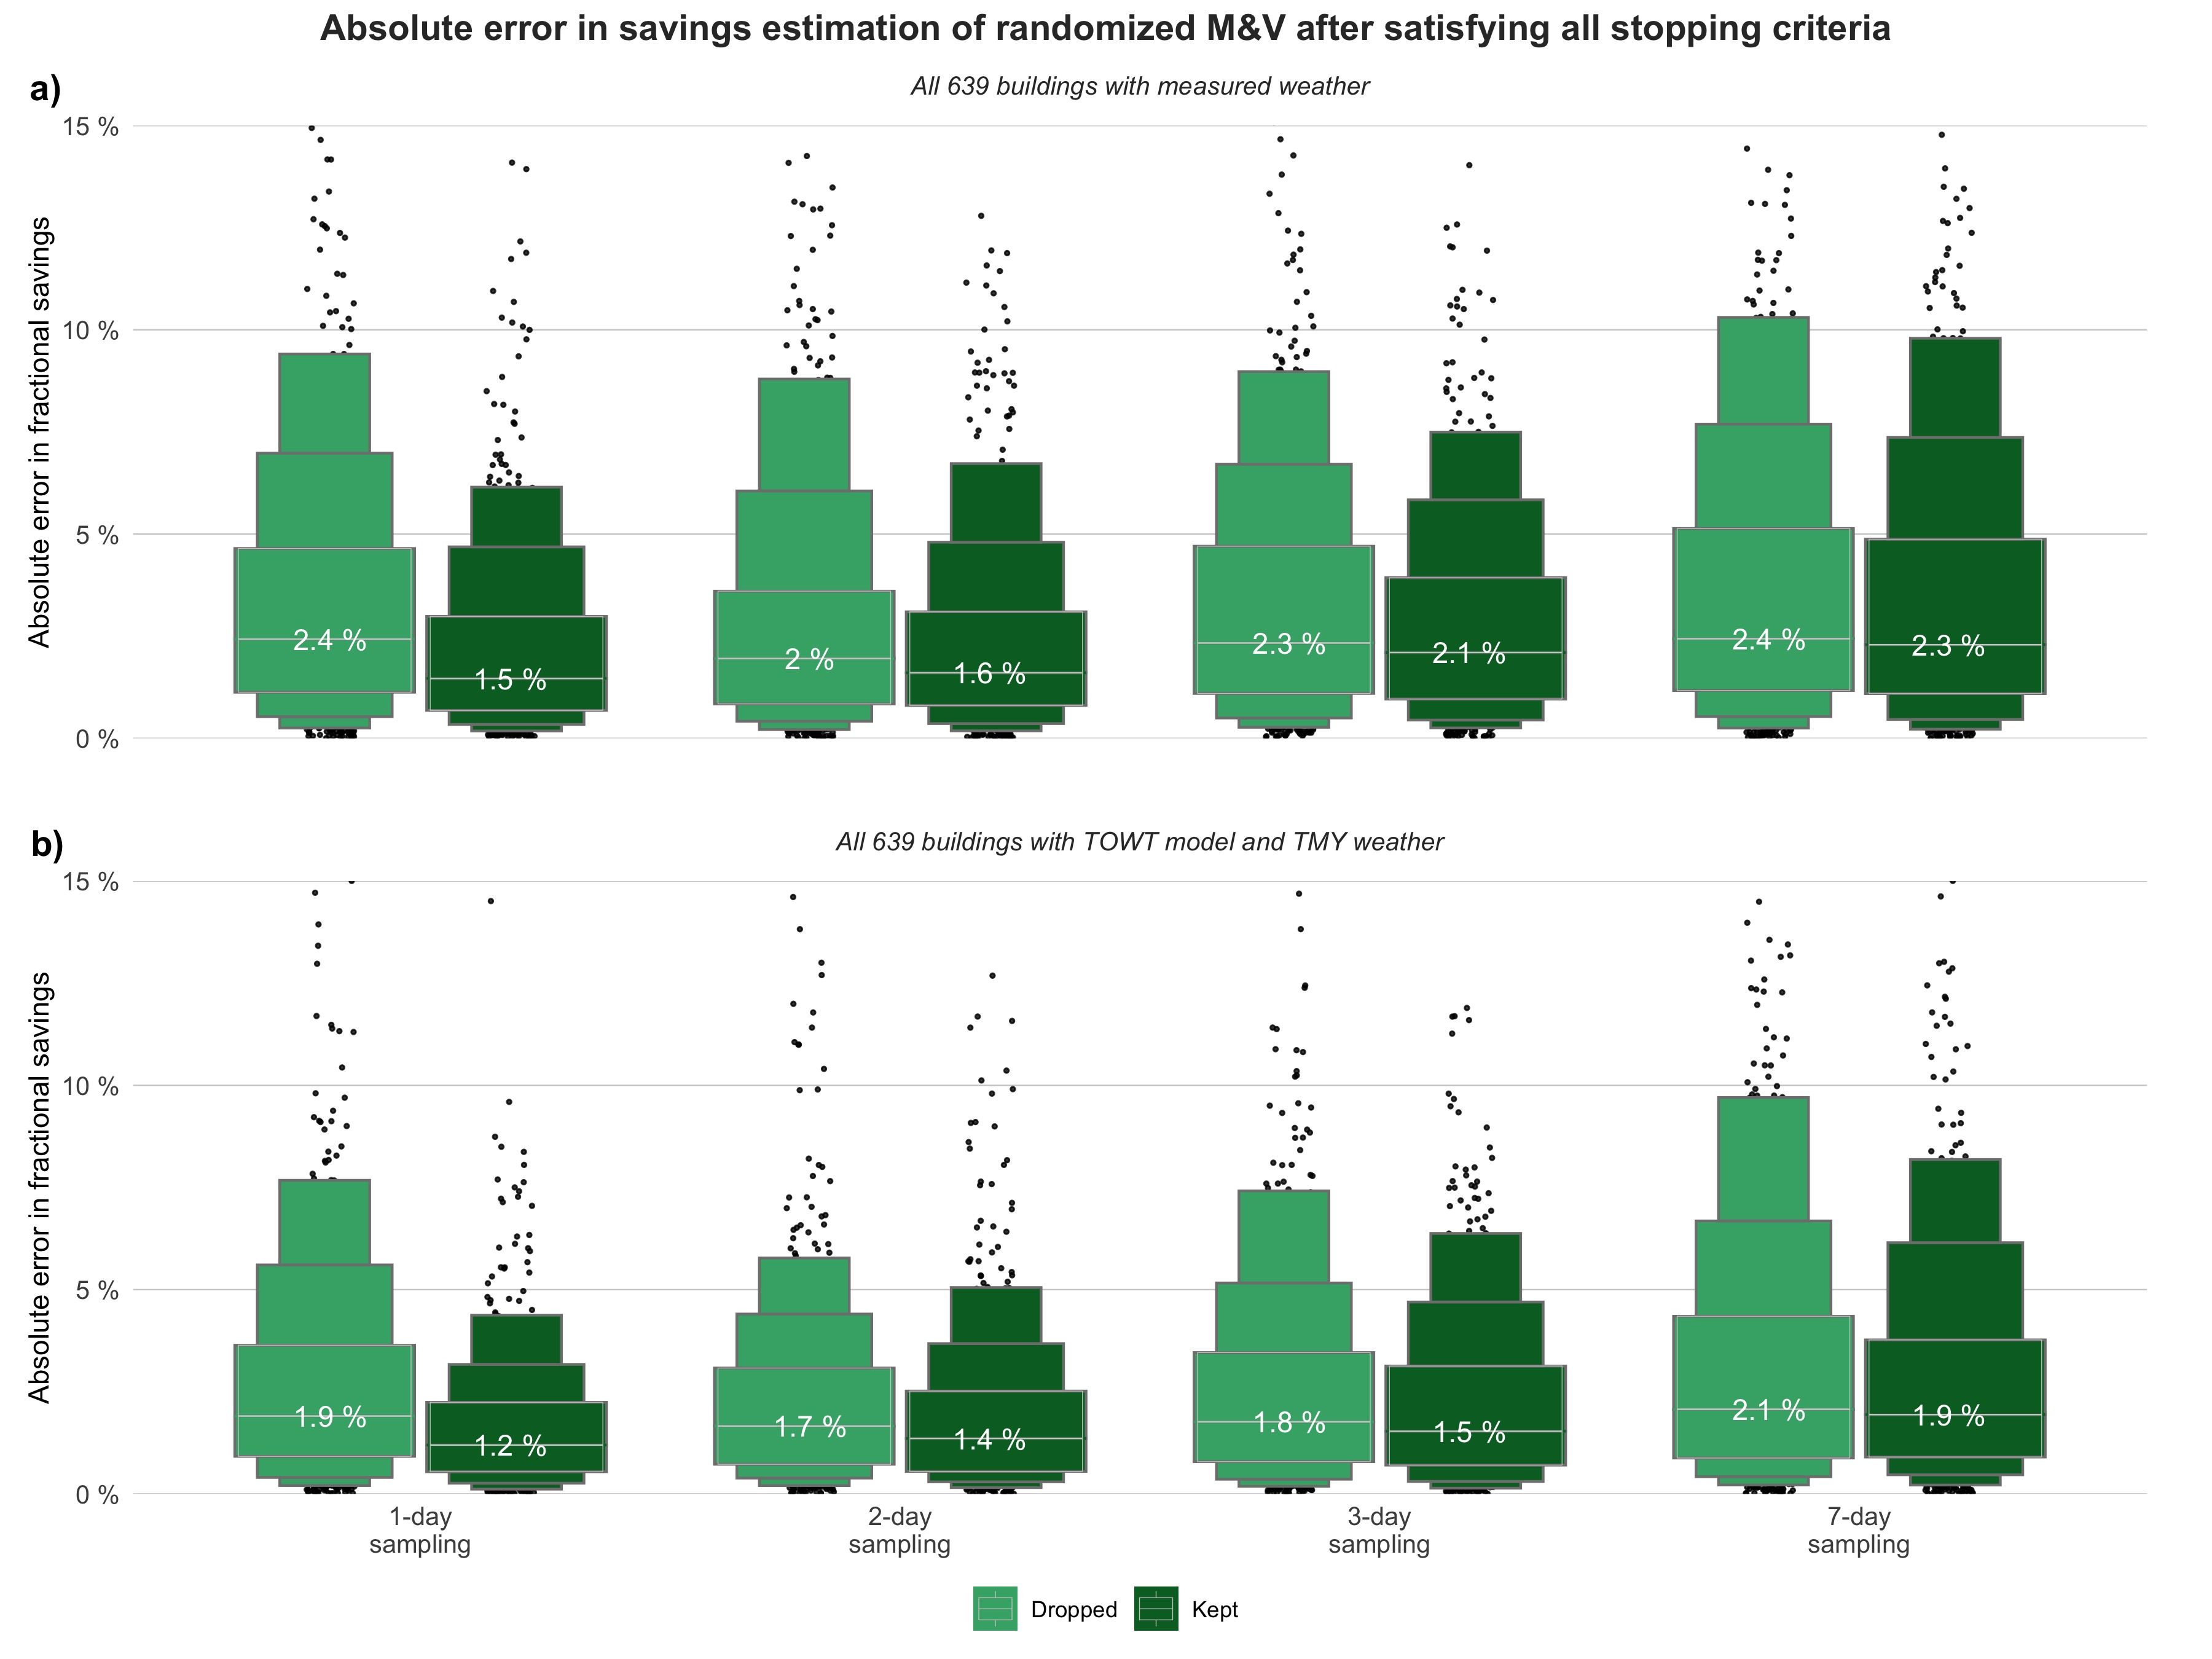 Absolute error in savings estimation of randomized M&V after satisfying all stopping criteria
a)
All 639 buildings with measured weather
Absolute error in fractional savings
15 %
10 %
5 %
0 %
2.4 %
1.5 %
2 %
1.6 %
2.3 %
2.1 %
2.4 %
2.3 %
b)
All 639 buildings with TOWT model and TMY weather
Absolute error in fractional savings
15 %
10 %
5 %
0 %
1.9 %
1.2 %
1.7 %
1.4 %
1.8 %
1.5 %
2.1 %
1.9 %
1-day
sampling
2-day
sampling
3-day
sampling
7-day
sampling
Dropped
Kept